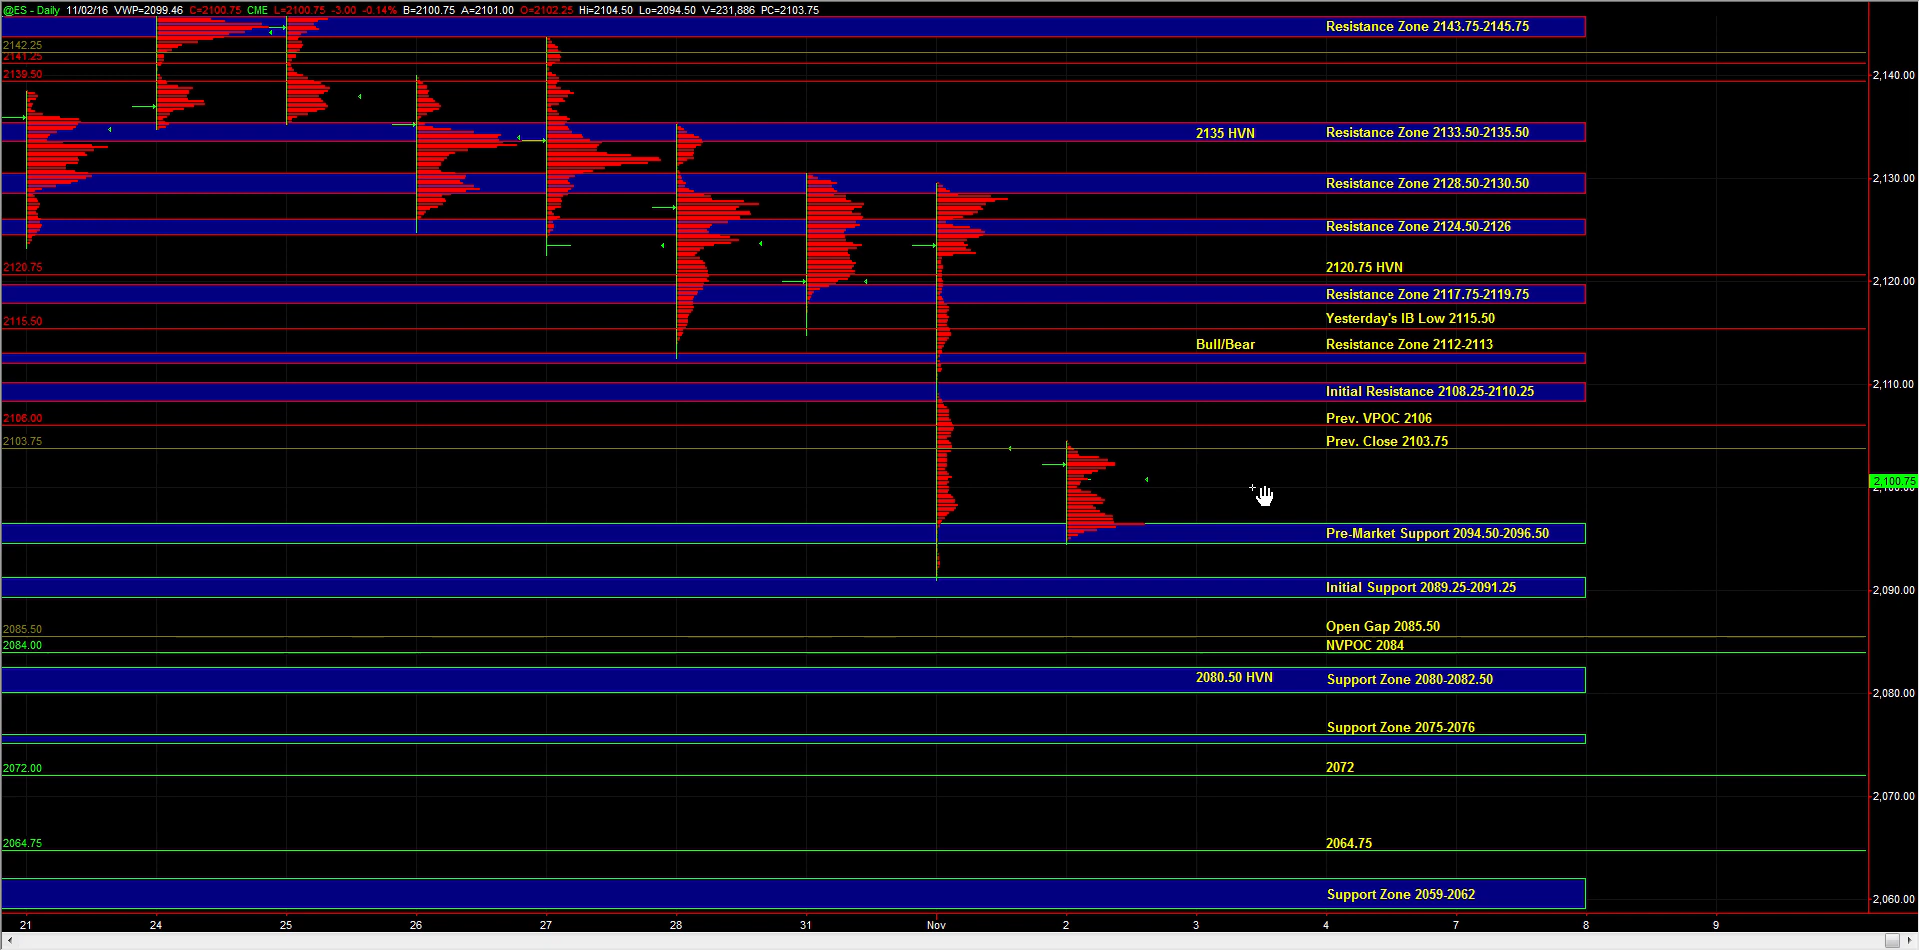 @ES - Daily 11/02/16 VWP=2099.46 C=2100.75 CME L=2100.75 -3.00 -0.14% B=2100.75 A=2101.00 O=2102.25 Hi=2104.50 Lo=2094.50 V=231,886 PC=2103.75
Resistance Zone 2143.75-2145.75
2142.25
2141.25
2139.50
2,140.00
2135 HVN Resistance Zone 2133.50-2135.50
2,130.00
Resistance Zone 2128.50-2130.50
Resistance Zone 2124.50-2126
2120.75 2120.75 HVN
2,120.00
Resistance Zone 2117.75-2119.75
2115.50 Yesterday's IB Low 2115.50
Bull/Bear Resistance Zone 2112-2113
2,110.00
Initial Resistance 2108.25-2110.25
2106.00 Prev. VPOC 2106
2103.75 Prev. Close 2103.75
2,100.75
Pre-Market Support 2094.50-2096.50
Initial Support 2089.25-2091.25
2,090.00
2085.50 Open Gap 2085.50
2084.00 NVPOC 2084
2080.50 HVN Support Zone 2080-2082.50
2,080.00
Support Zone 2075-2076
2072.00 2072
2,070.00
2064.75 2064.75
Support Zone 2059-2062
2,060.00
21 24 25 26 27 28 31 Nov 2 3 4 7 8 9